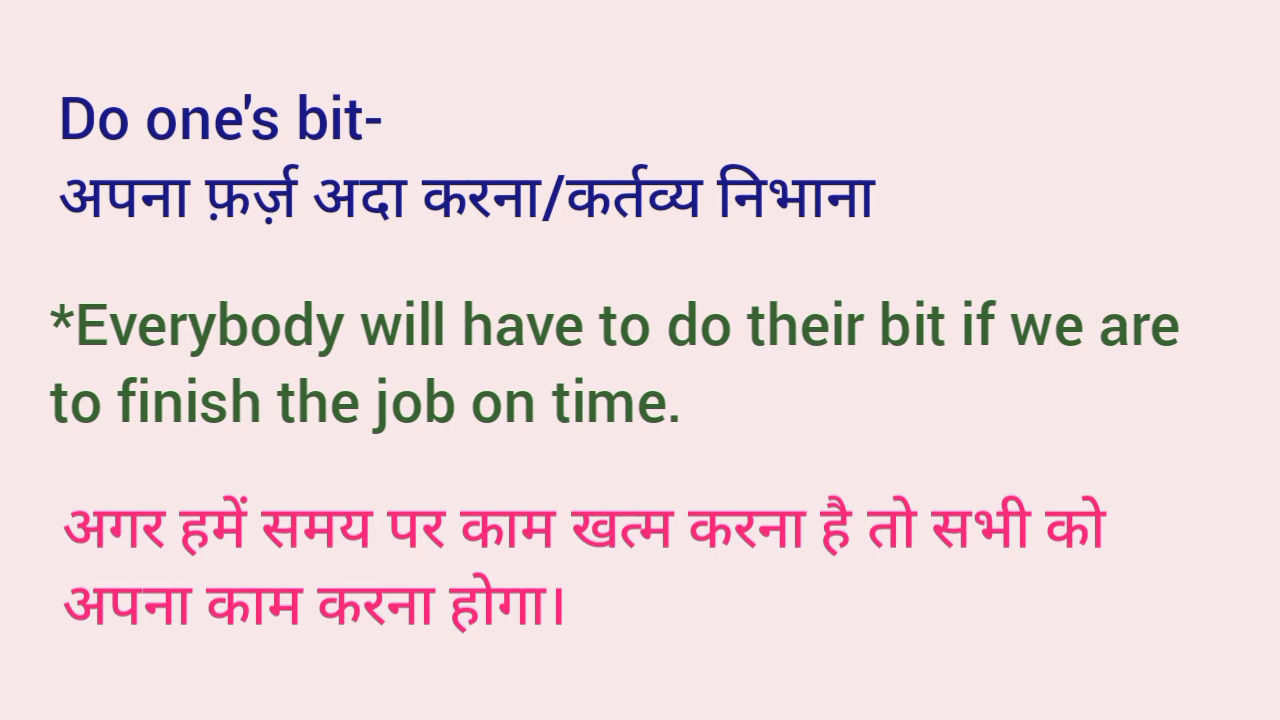 Do one's bit-
अपना फ़र्ज़ अदा करना/कर्तव्य निभाना
*Everybody will have to do their bit if we are
to finish the job on time.
अगर हमें समय पर काम खत्म करना है तो सभी को
अपना काम करना होगा।